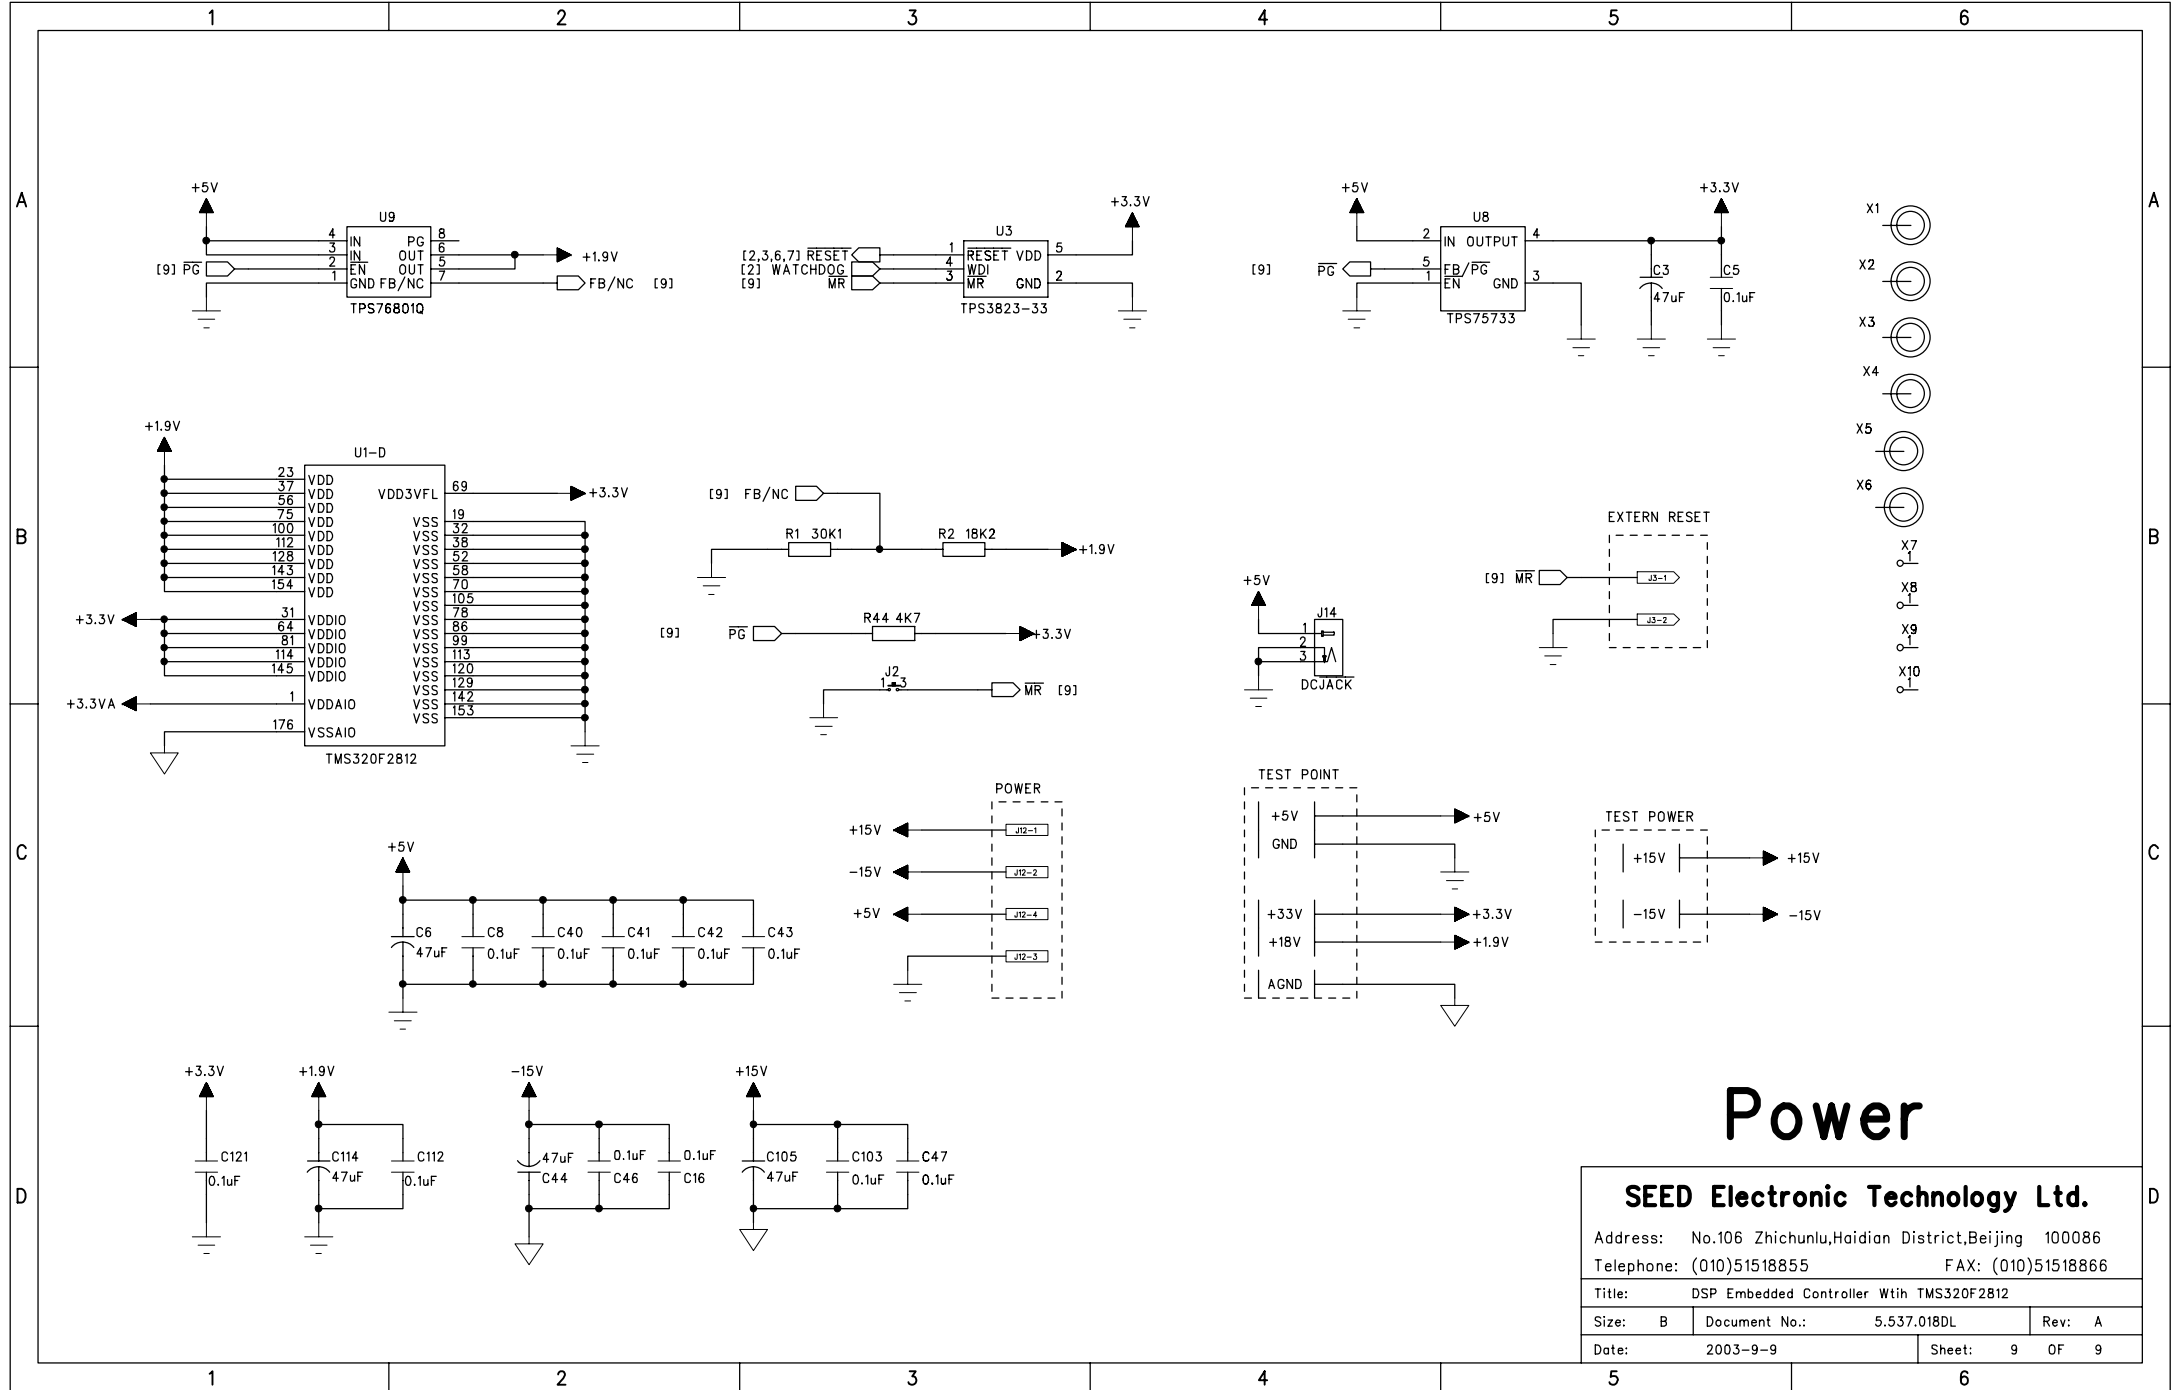 1 2 3 4 5 6
A A
B B
C C
D D
+5V
U9
4 IN PG 8
3 IN OUT 6
[9] PG 2 EN OUT 5
1 GND FB/NC 7
+1.9V
FB/NC [9]
TPS76801Q
+3.3V
U3
[2,3,6,7] RESET 1 RESET VDD 5
[2] WATCHDOG 4 WDI
[9] MR 3 MR GND 2
TPS3823-33
+5V
+3.3V
U8
2 IN OUTPUT 4
[9] PG 5 FB/PG
1 EN GND 3
TPS75733
C3
47uF
C5
0.1uF
X1
X2
X3
X4
X5
X6
X7
1
X8
1
X9
1
X10
1
+1.9V
U1-D
23 VDD
37 VDD
56 VDD
75 VDD
100 VDD
112 VDD
128 VDD
143 VDD
154 VDD
+3.3V
31 VDDIO
64 VDDIO
81 VDDIO
114 VDDIO
145 VDDIO
+3.3VA 1 VDDAIO
176 VSSAIO
VDD3VFL 69 +3.3V
VSS 19
VSS 32
VSS 38
VSS 52
VSS 58
VSS 70
VSS 105
VSS 78
VSS 86
VSS 99
VSS 113
VSS 120
VSS 129
VSS 142
VSS 153
TMS320F2812
[9] FB/NC
R1 30K1
R2 18K2
+1.9V
[9] PG
R44 4K7
+3.3V
J2
1 3
MR [9]
+5V
J14
1
2
3
DCJACK
EXTERN RESET
[9] MR
J3-1
J3-2
POWER
+15V J12-1
-15V J12-2
+5V J12-4
J12-3
TEST POINT
+5V +5V
GND
+33V +3.3V
+18V +1.9V
AGND
TEST POWER
+15V +15V
-15V -15V
+5V
C6 C8 C40 C41 C42 C43
47uF 0.1uF 0.1uF 0.1uF 0.1uF 0.1uF
+3.3V
C121
0.1uF
+1.9V
C114 C112
47uF 0.1uF
-15V
47uF 0.1uF 0.1uF
C44 C46 C16
+15V
C105 C103 C47
47uF 0.1uF 0.1uF
Power
SEED Electronic Technology Ltd.
Address: No.106 Zhichunlu,Haidian District,Beijing 100086
Telephone: (010)51518855 FAX: (010)51518866
Title: DSP Embedded Controller Wtih TMS320F2812
Size: B Document No.: 5.537.018DL Rev: A
Date: 2003-9-9 Sheet: 9 OF 9
1 2 3 4 5 6